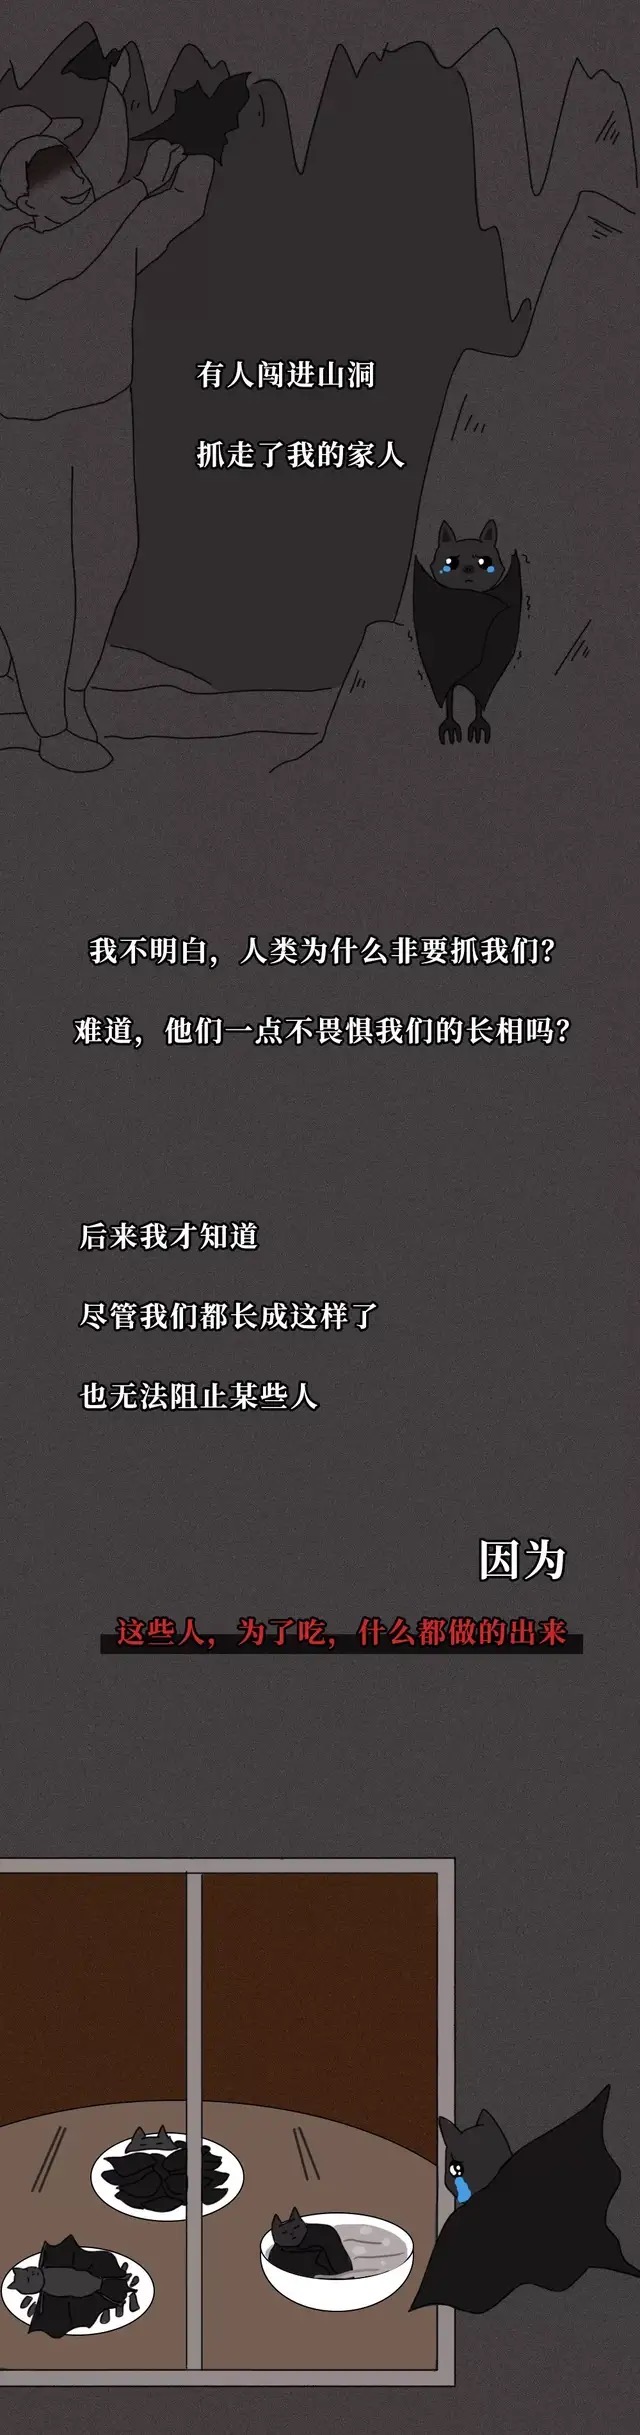 有人闯进山洞
抓走了我的家人
我不明白，人类为什么非要抓我们？
难道，他们一点不畏惧我们的长相吗？
后来我才知道
尽管我们都长成这样了
也无法阻止某些人
因为
这些人，为了吃，什么都做的出来